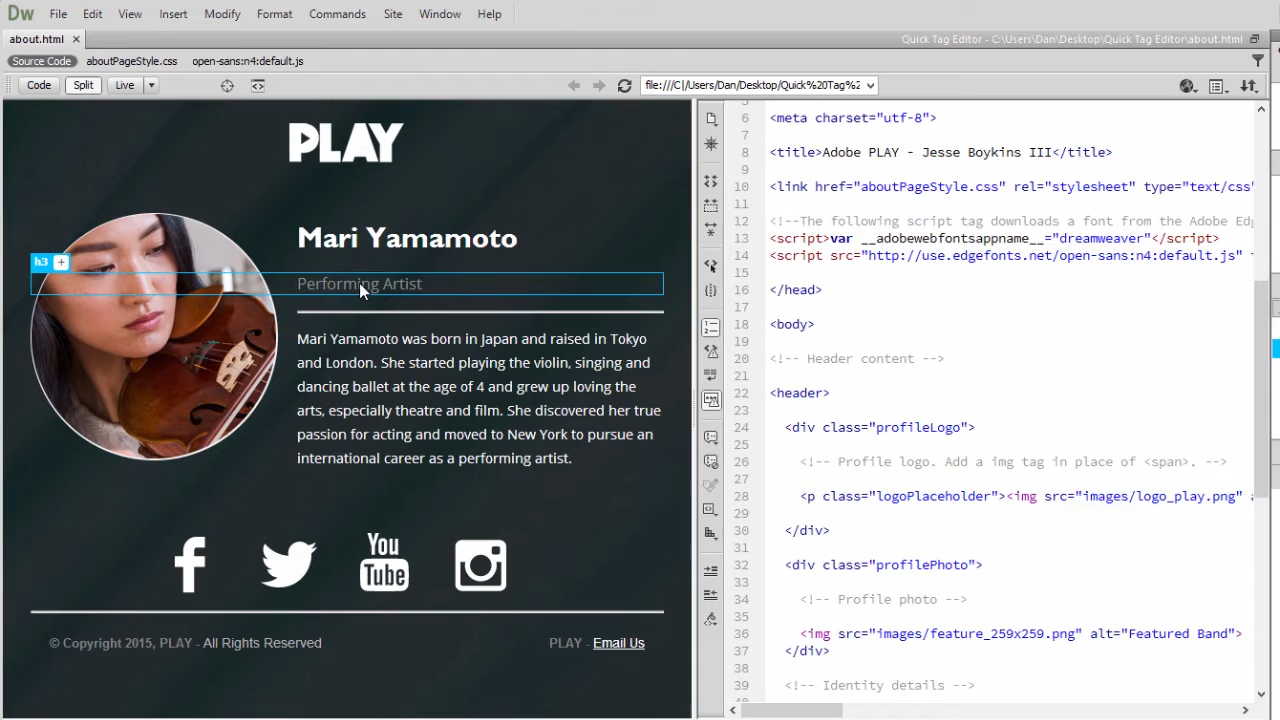 Dw File Edit View Insert Modify Format Commands Site Window Help
about.html × Quick Tag Editor - C:\Users\Dan\Desktop\Quick Tag Editor\about.html
Source Code aboutPageStyle.css open-sans:n4:default.js
Code Split Live file:///C|/Users/Dan/Desktop/Quick%20Tag%2
PLAY
Mari Yamamoto
h3 +
Performing Artist
Mari Yamamoto was born in Japan and raised in Tokyo
and London. She started playing the violin, singing and
dancing ballet at the age of 4 and grew up loving the
arts, especially theatre and film. She discovered her true
passion for acting and moved to New York to pursue an
international career as a performing artist.
You
Tube
© Copyright 2015, PLAY - All Rights Reserved PLAY - Email Us
5
6 <meta charset="utf-8">
7
8 <title>Adobe PLAY - Jesse Boykins III</title>
9
10 <link href="aboutPageStyle.css" rel="stylesheet" type="text/css"
11
12 <!--The following script tag downloads a font from the Adobe Edg
13 <script>var __adobewebfontsappname__="dreamweaver"</script>
14 <script src="http://use.edgefonts.net/open-sans:n4:default.js"
15
16 </head>
17
18 <body>
19
20 <!-- Header content -->
21
22 <header>
23
24 <div class="profileLogo">
25
26 <!-- Profile logo. Add a img tag in place of <span>. -->
27
28 <p class="logoPlaceholder"><img src="images/logo_play.png"
29
30 </div>
31
32 <div class="profilePhoto">
33
34 <!-- Profile photo -->
35
36 <img src="images/feature_259x259.png" alt="Featured Band">
37 </div>
38
39 <!-- Identity details -->